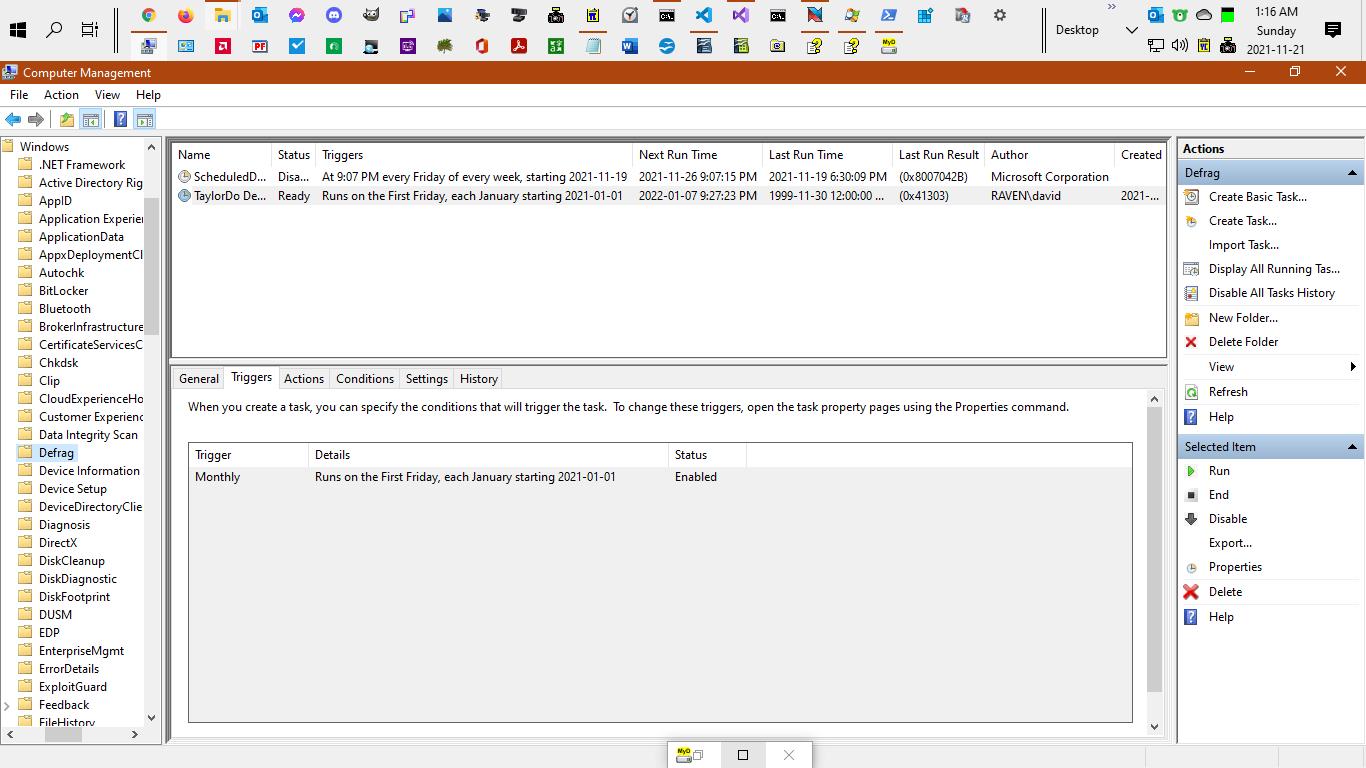 1:16 AM
Desktop
Sunday
2021-11-21
Computer Management
File Action View Help
Windows
.NET Framework
Active Directory Rig
AppID
Application Experier
ApplicationData
AppxDeploymentCl
Autochk
BitLocker
Bluetooth
BrokerInfrastructure
CertificateServicesC
Chkdsk
Clip
CloudExperienceHo
Customer Experienc
Data Integrity Scan
Defrag
Device Information
Device Setup
DeviceDirectoryClie
Diagnosis
DirectX
DiskCleanup
DiskDiagnostic
DiskFootprint
DUSM
EDP
EnterpriseMgmt
ErrorDetails
ExploitGuard
Feedback
FileHistory
Name Status Triggers Next Run Time Last Run Time Last Run Result Author Created
ScheduledD... Disa... At 9:07 PM every Friday of every week, starting 2021-11-19 2021-11-26 9:07:15 PM 2021-11-19 6:30:09 PM (0x8007042B) Microsoft Corporation
TaylorDo De... Ready Runs on the First Friday, each January starting 2021-01-01 2022-01-07 9:27:23 PM 1999-11-30 12:00:00 ... (0x41303) RAVEN\david 2021-...
General Triggers Actions Conditions Settings History
When you create a task, you can specify the conditions that will trigger the task. To change these triggers, open the task property pages using the Properties command.
Trigger Details Status
Monthly Runs on the First Friday, each January starting 2021-01-01 Enabled
Actions
Defrag
Create Basic Task...
Create Task...
Import Task...
Display All Running Tas...
Disable All Tasks History
New Folder...
Delete Folder
View
Refresh
Help
Selected Item
Run
End
Disable
Export...
Properties
Delete
Help
MyD